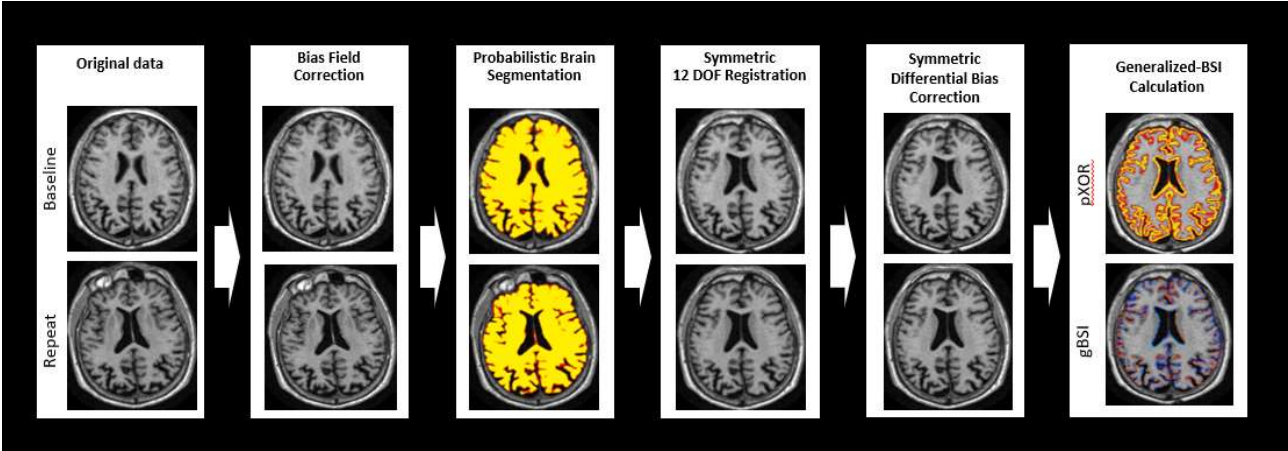 Original data
Bias Field
Correction
Probabilistic Brain
Segmentation
Symmetric
12 DOF Registration
Symmetric
Differential Bias
Correction
Generalized-BSI
Calculation
Baseline
Repeat
pXOR
gBSI